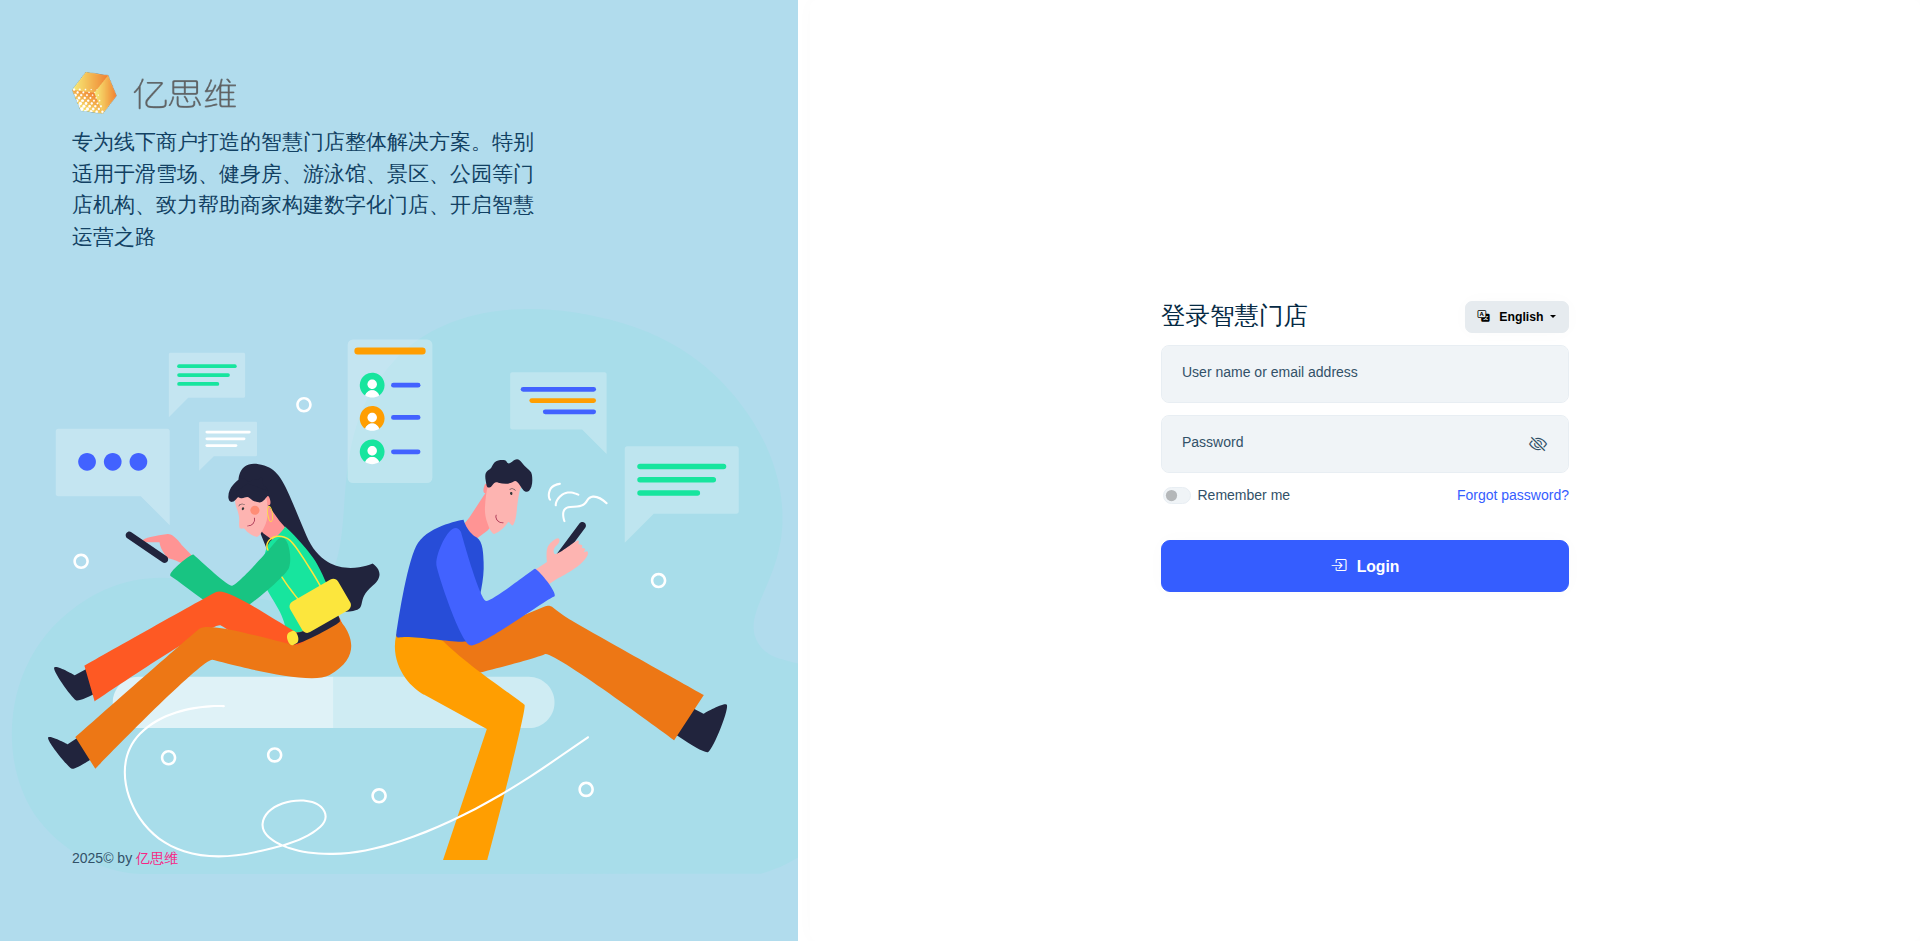 亿思维
专为线下商户打造的智慧门店整体解决方案。特别
适用于滑雪场、健身房、游泳馆、景区、公园等门
店机构、致力帮助商家构建数字化门店、开启智慧
运营之路
2025© by 亿思维
登录智慧门店
English
User name or email address
Password
Remember me
Forgot password?
Login